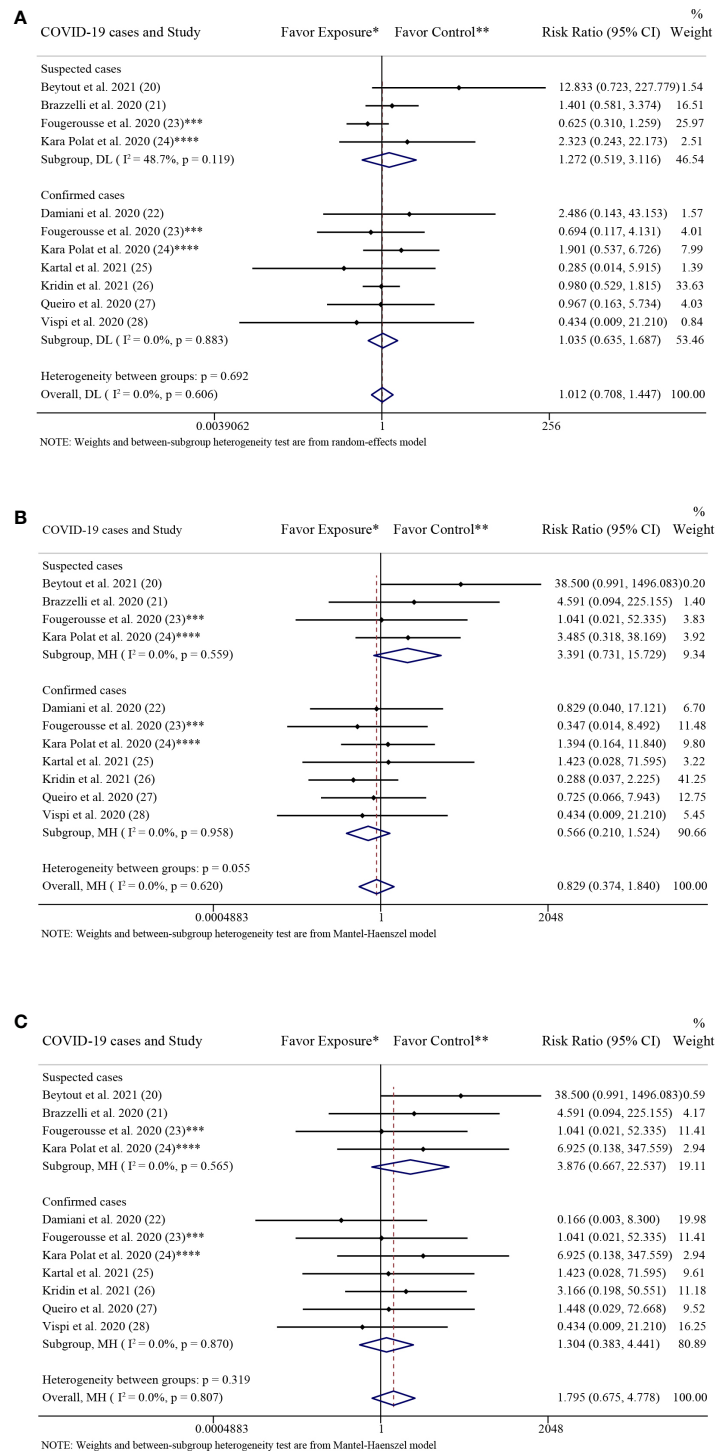 A
%
COVID-19 cases and Study Favor Exposure* Favor Control** Risk Ratio (95% CI) Weight
Suspected cases
Beytout et al. 2021 (20) 12.833 (0.723, 227.779) 1.54
Brazzelli et al. 2020 (21) 1.401 (0.581, 3.374) 16.51
Fougerousse et al. 2020 (23)*** 0.625 (0.310, 1.259) 25.97
Kara Polat et al. 2020 (24)**** 2.323 (0.243, 22.173) 2.51
Subgroup, DL ( I² = 48.7%, p = 0.119) 1.272 (0.519, 3.116) 46.54
Confirmed cases
Damiani et al. 2020 (22) 2.486 (0.143, 43.153) 1.57
Fougerousse et al. 2020 (23)*** 0.694 (0.117, 4.131) 4.01
Kara Polat et al. 2020 (24)**** 1.901 (0.537, 6.726) 7.99
Kartal et al. 2021 (25) 0.285 (0.014, 5.915) 1.39
Kridin et al. 2021 (26) 0.980 (0.529, 1.815) 33.63
Queiro et al. 2020 (27) 0.967 (0.163, 5.734) 4.03
Vispi et al. 2020 (28) 0.434 (0.009, 21.210) 0.84
Subgroup, DL ( I² = 0.0%, p = 0.883) 1.035 (0.635, 1.687) 53.46
Heterogeneity between groups: p = 0.692
Overall, DL ( I² = 0.0%, p = 0.606) 1.012 (0.708, 1.447) 100.00
0.0039062 1 256
NOTE: Weights and between-subgroup heterogeneity test are from random-effects model
B
%
COVID-19 cases and Study Favor Exposure* Favor Control** Risk Ratio (95% CI) Weight
Suspected cases
Beytout et al. 2021 (20) 38.500 (0.991, 1496.083) 0.20
Brazzelli et al. 2020 (21) 4.591 (0.094, 225.155) 1.40
Fougerousse et al. 2020 (23)*** 1.041 (0.021, 52.335) 3.83
Kara Polat et al. 2020 (24)**** 3.485 (0.318, 38.169) 3.92
Subgroup, MH ( I² = 0.0%, p = 0.559) 3.391 (0.731, 15.729) 9.34
Confirmed cases
Damiani et al. 2020 (22) 0.829 (0.040, 17.121) 6.70
Fougerousse et al. 2020 (23)*** 0.347 (0.014, 8.492) 11.48
Kara Polat et al. 2020 (24)**** 1.394 (0.164, 11.840) 9.80
Kartal et al. 2021 (25) 1.423 (0.028, 71.595) 3.22
Kridin et al. 2021 (26) 0.288 (0.037, 2.225) 41.25
Queiro et al. 2020 (27) 0.725 (0.066, 7.943) 12.75
Vispi et al. 2020 (28) 0.434 (0.009, 21.210) 5.45
Subgroup, MH ( I² = 0.0%, p = 0.958) 0.566 (0.210, 1.524) 90.66
Heterogeneity between groups: p = 0.055
Overall, MH ( I² = 0.0%, p = 0.620) 0.829 (0.374, 1.840) 100.00
0.0004883 1 2048
NOTE: Weights and between-subgroup heterogeneity test are from Mantel-Haenszel model
C
%
COVID-19 cases and Study Favor Exposure* Favor Control** Risk Ratio (95% CI) Weight
Suspected cases
Beytout et al. 2021 (20) 38.500 (0.991, 1496.083) 0.59
Brazzelli et al. 2020 (21) 4.591 (0.094, 225.155) 4.17
Fougerousse et al. 2020 (23)*** 1.041 (0.021, 52.335) 11.41
Kara Polat et al. 2020 (24)**** 6.925 (0.138, 347.559) 2.94
Subgroup, MH ( I² = 0.0%, p = 0.565) 3.876 (0.667, 22.537) 19.11
Confirmed cases
Damiani et al. 2020 (22) 0.166 (0.003, 8.300) 19.98
Fougerousse et al. 2020 (23)*** 1.041 (0.021, 52.335) 11.41
Kara Polat et al. 2020 (24)**** 6.925 (0.138, 347.559) 2.94
Kartal et al. 2021 (25) 1.423 (0.028, 71.595) 9.61
Kridin et al. 2021 (26) 3.166 (0.198, 50.551) 11.18
Queiro et al. 2020 (27) 1.448 (0.029, 72.668) 9.52
Vispi et al. 2020 (28) 0.434 (0.009, 21.210) 16.25
Subgroup, MH ( I² = 0.0%, p = 0.870) 1.304 (0.383, 4.441) 80.89
Heterogeneity between groups: p = 0.319
Overall, MH ( I² = 0.0%, p = 0.807) 1.795 (0.675, 4.778) 100.00
0.0004883 1 2048
NOTE: Weights and between-subgroup heterogeneity test are from Mantel-Haenszel model